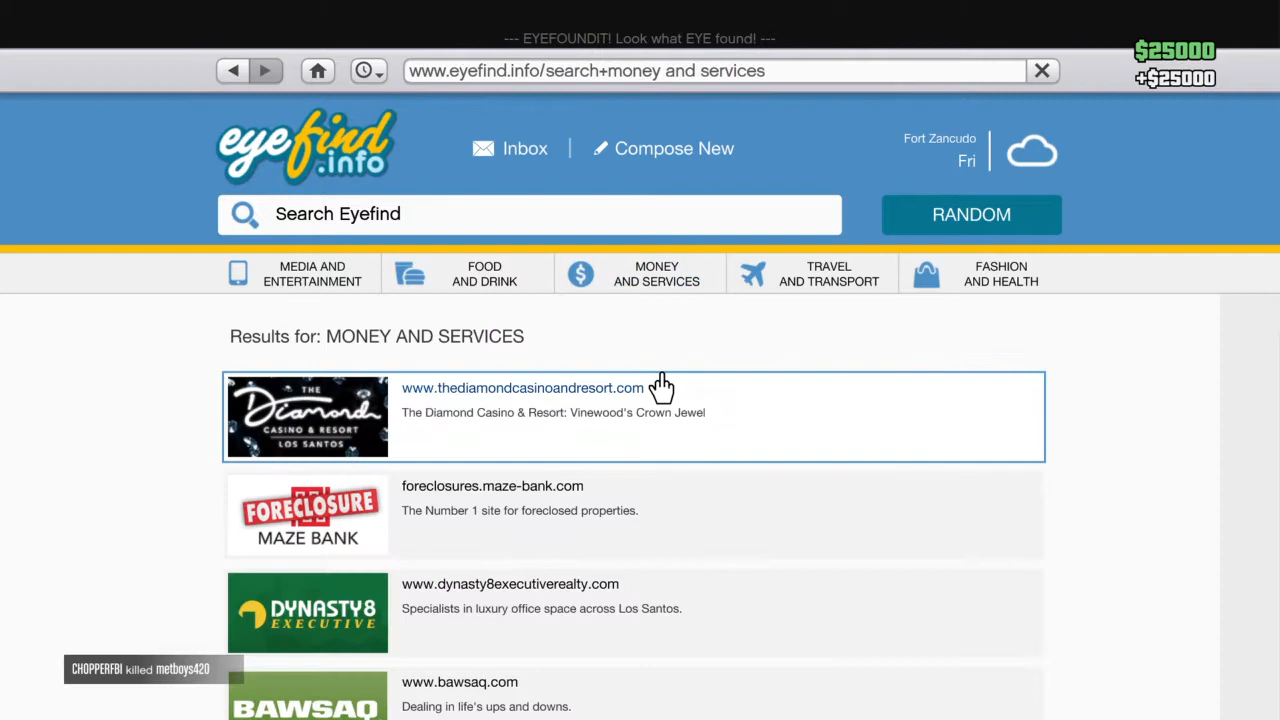 --- EYEFOUNDIT! Look what EYE found! ---
$25000
+$25000
www.eyefind.info/search+money and services
eyefind
.info
Inbox
Compose New
Fort Zancudo
Fri
Search Eyefind
RANDOM
MEDIA AND
ENTERTAINMENT
FOOD
AND DRINK
MONEY
AND SERVICES
TRAVEL
AND TRANSPORT
FASHION
AND HEALTH
Results for: MONEY AND SERVICES
THE
Diamond
CASINO & RESORT
LOS SANTOS
www.thediamondcasinoandresort.com
The Diamond Casino & Resort: Vinewood's Crown Jewel
FORECLOSURE
MAZE BANK
foreclosures.maze-bank.com
The Number 1 site for foreclosed properties.
DYNASTY8
EXECUTIVE
www.dynasty8executiverealty.com
Specialists in luxury office space across Los Santos.
CHOPPERFBI killed metboys420
BAWSAQ
www.bawsaq.com
Dealing in life's ups and downs.